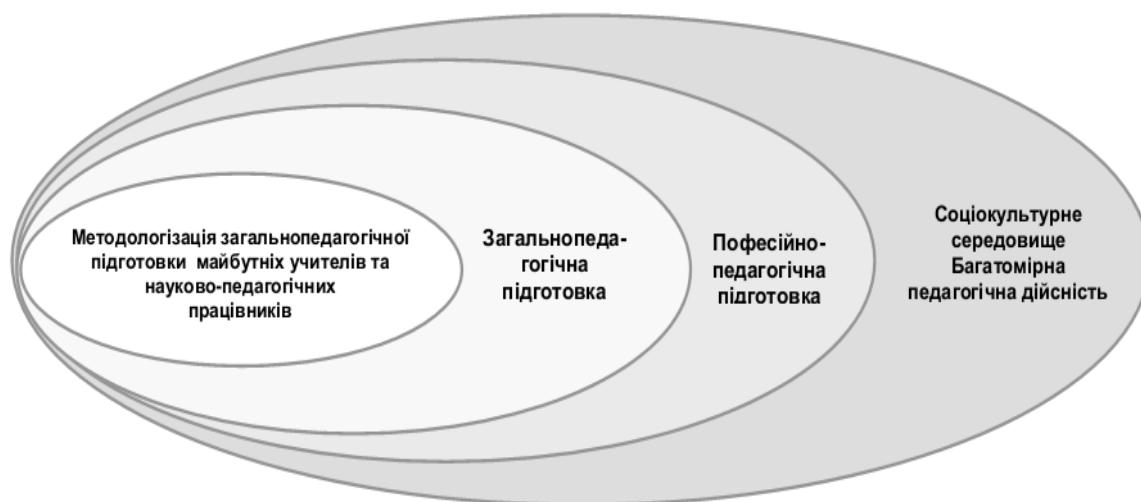 Методологізація загальнопедагогічної
підготовки майбутніх учителів та
науково-педагогічних
працівників
Загальнопеда-
гогічна
підготовка
Пофесійно-
педагогічна
підготовка
Соціокультурне
середовище
Багатомірна
педагогічна дійсність